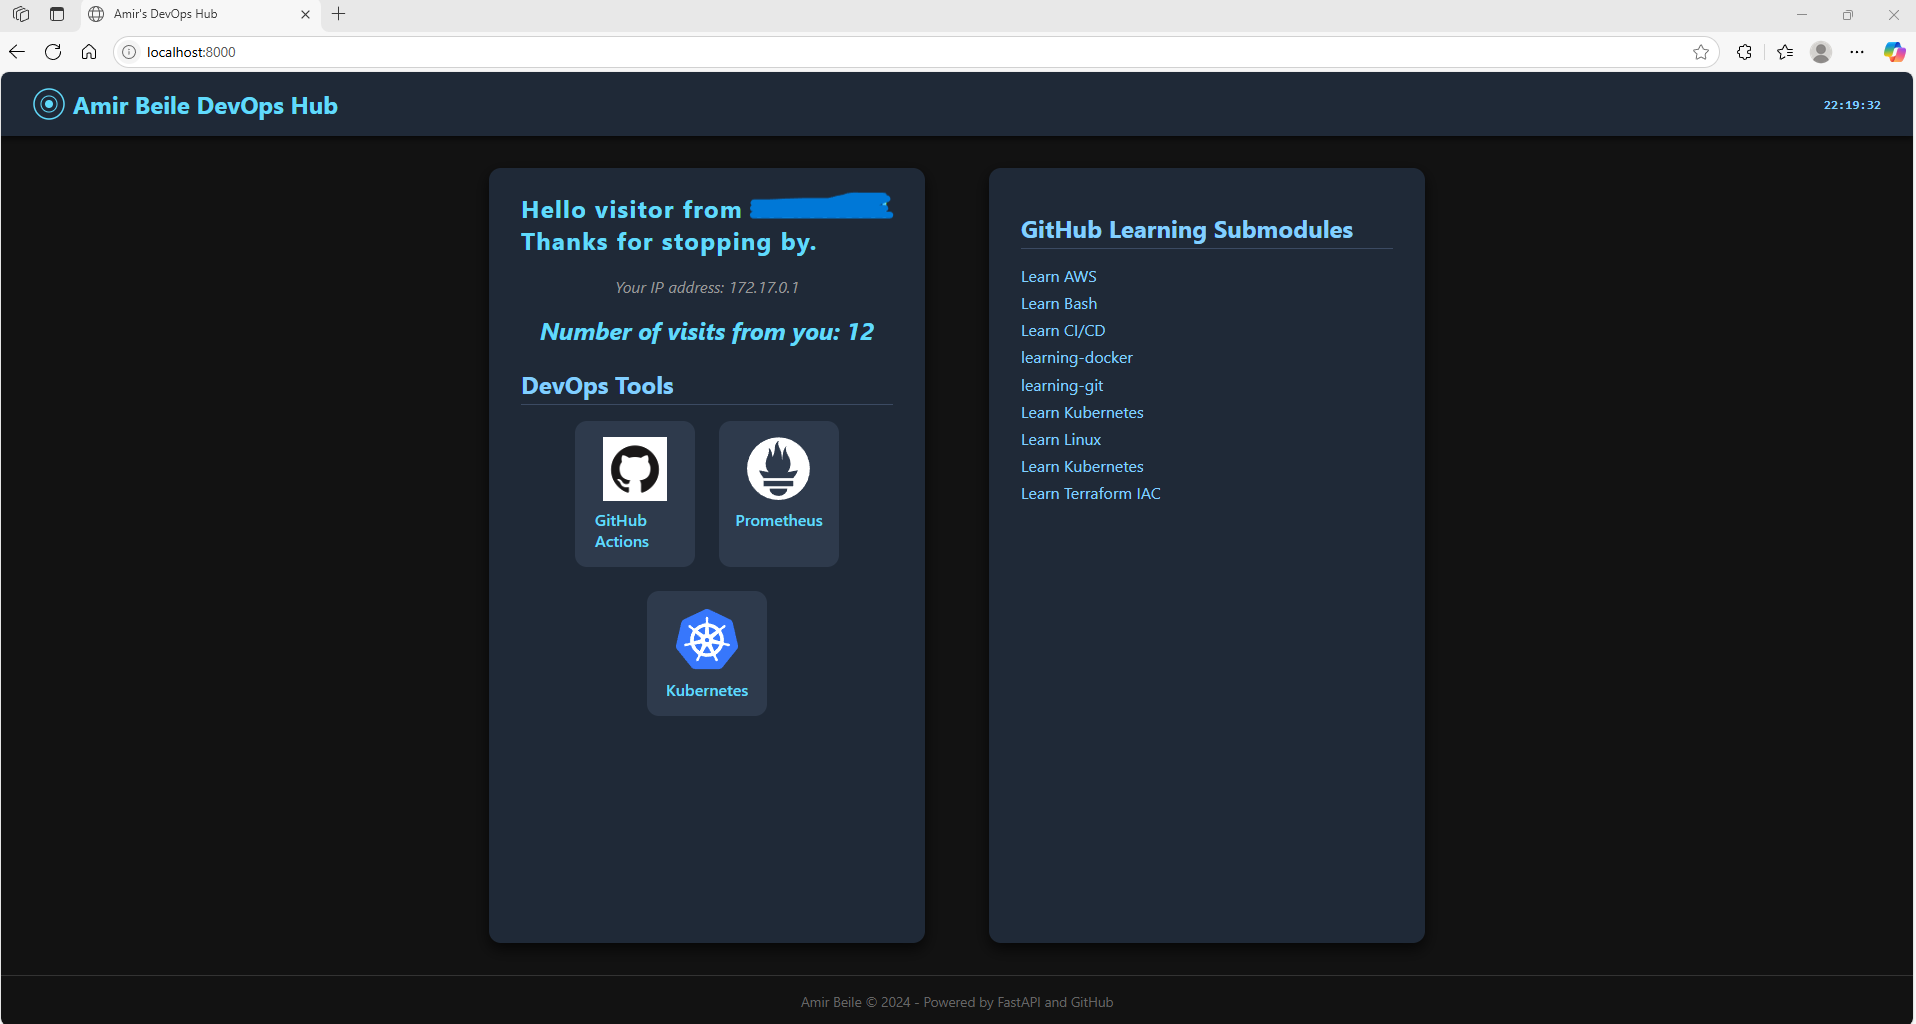 Amir's DevOps Hub
localhost:8000
Amir Beile DevOps Hub
22:19:32
Hello visitor from
Thanks for stopping by.
Your IP address: 172.17.0.1
Number of visits from you: 12
DevOps Tools
GitHub
Actions
Prometheus
Kubernetes
GitHub Learning Submodules
Learn AWS
Learn Bash
Learn CI/CD
learning-docker
learning-git
Learn Kubernetes
Learn Linux
Learn Kubernetes
Learn Terraform IAC
Amir Beile © 2024 - Powered by FastAPI and GitHub